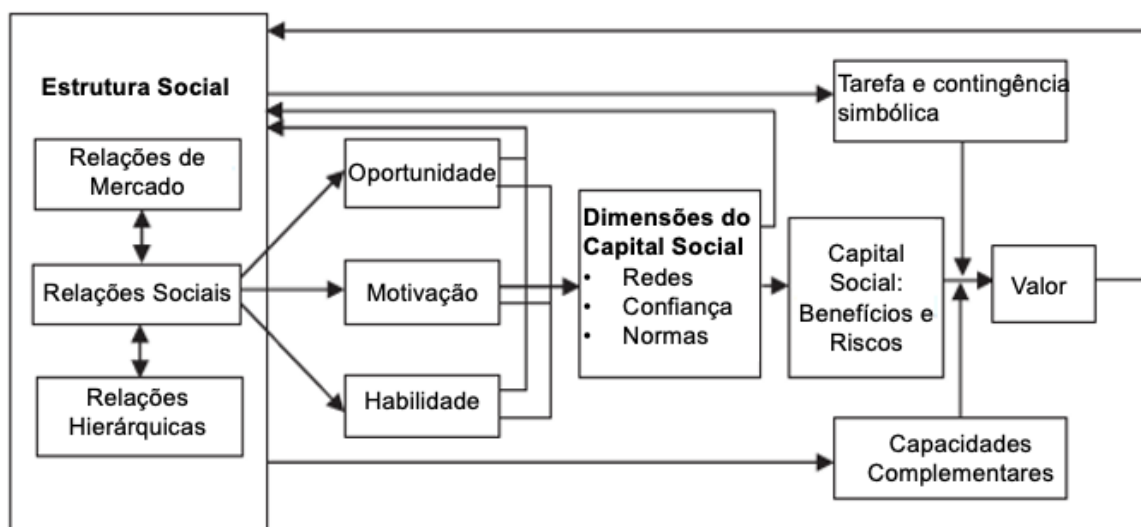 Estrutura Social
Relações de
Mercado
Relações Sociais
Relações
Hierárquicas
Oportunidade
Motivação
Habilidade
Dimensões do
Capital Social
• Redes
• Confiança
• Normas
Tarefa e contingência
simbólica
Capital
Social:
Benefícios e
Riscos
Valor
Capacidades
Complementares